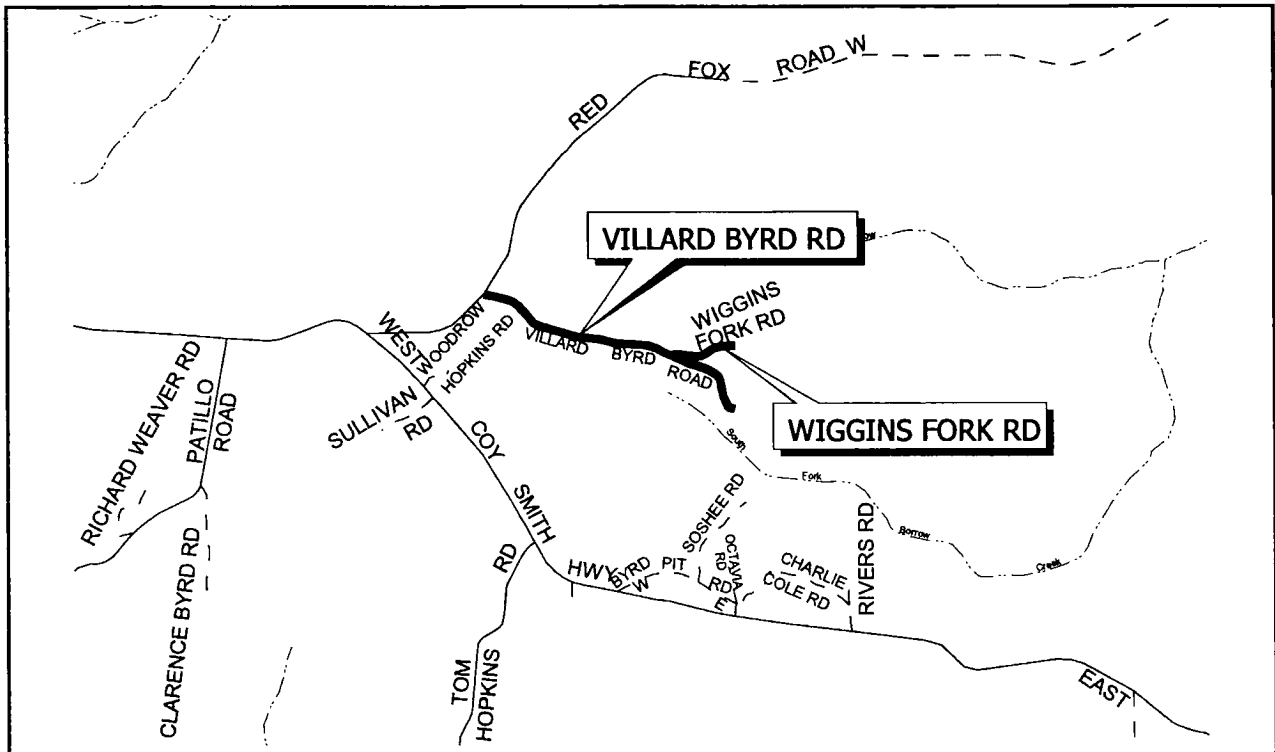 FOX ROAD W
RED
VILLARD BYRD RD
WIGGINS
FORK RD
WEST
WOODROW
HOPKINS RD
VILLARD BYRD ROAD
WIGGINS FORK RD
SULLIVAN
RD
RICHARD WEAVER RD
PATILLO
ROAD
COY
SMITH
South Fork Borrow Creek
SOSHEE RD
OCTAVIA
RD
CHARLIE
COLE RD
RIVERS RD
RD
HWY
BYRD PIT RD
W
E
CLARENCE BYRD RD
TOM
HOPKINS
EAST